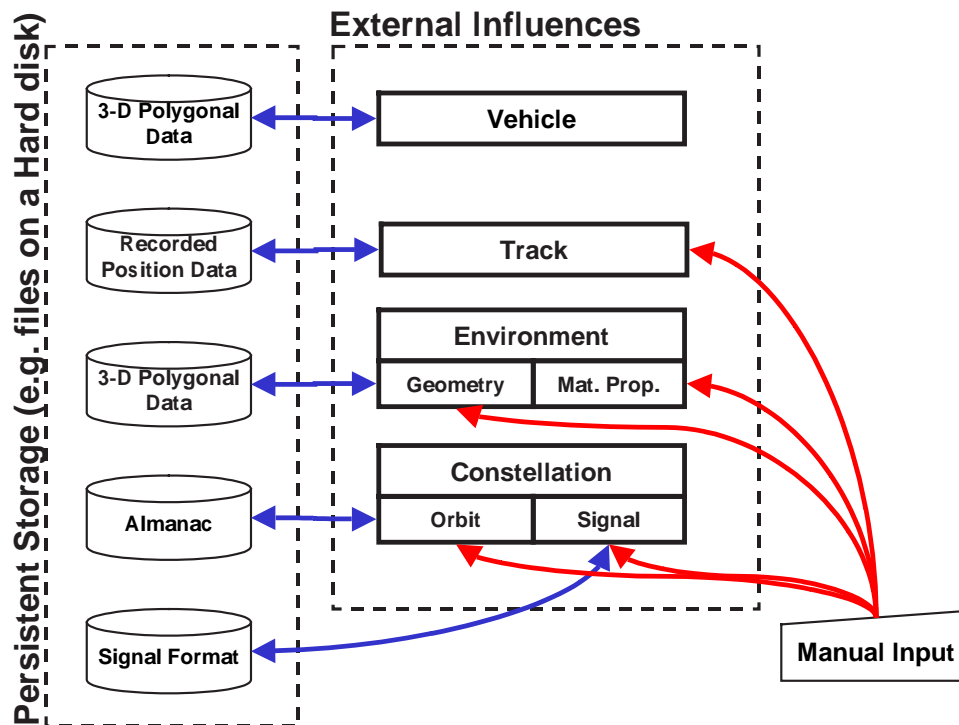 External Influences
Persistent Storage (e.g. files on a Hard disk)
3-D Polygonal
Data
Vehicle
Recorded
Position Data
Track
Environment
3-D Polygonal
Data
Geometry
Mat. Prop.
Constellation
Almanac
Orbit
Signal
Signal Format
Manual Input